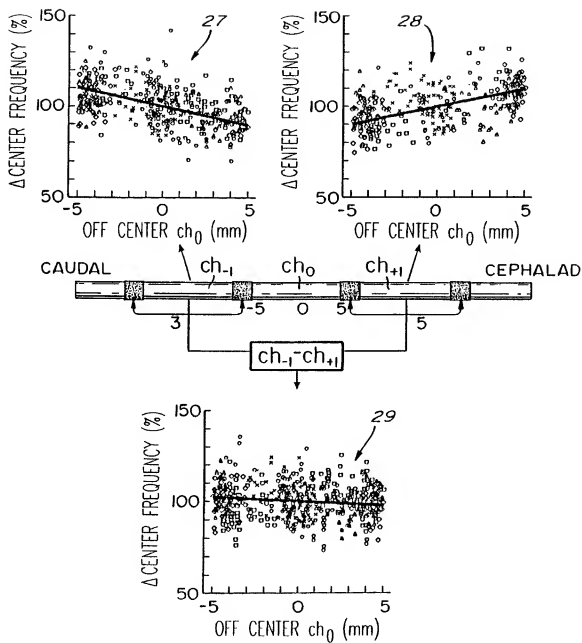 27
28
ΔCENTER FREQUENCY (%)
150
100
50
-5
0
5
OFF CENTER ch₀ (mm)
ΔCENTER FREQUENCY (%)
150
100
50
-5
0
5
OFF CENTER ch₀ (mm)
CAUDAL
ch₋₁
ch₀
ch₊₁
CEPHALAD
3
-5
0
5
5
ch₋₁-ch₊₁
29
ΔCENTER FREQUENCY (%)
150
100
50
-5
0
5
OFF CENTER ch₀ (mm)